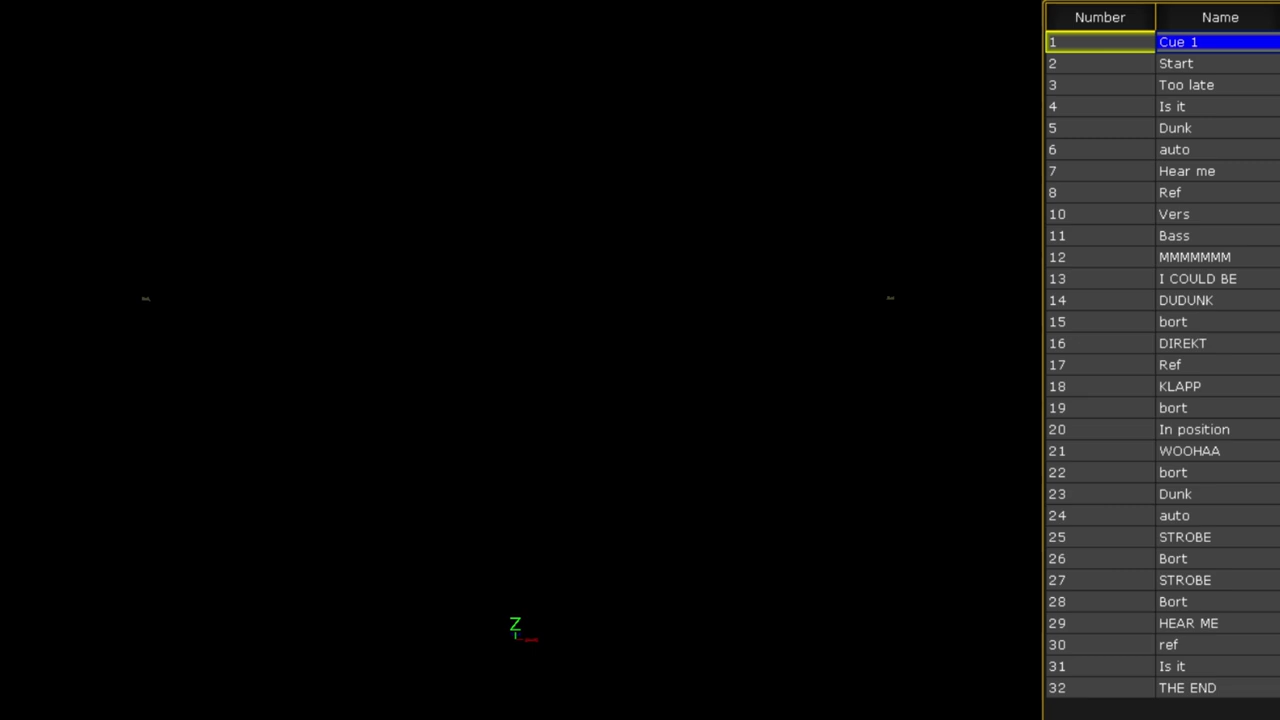 Number Name
1 Cue 1
2 Start
3 Too late
4 Is it
5 Dunk
6 auto
7 Hear me
8 Ref
10 Vers
11 Bass
12 MMMMMMM
13 I COULD BE
14 DUDUNK
15 bort
16 DIREKT
17 Ref
18 KLAPP
19 bort
20 In position
21 WOOHAA
22 bort
23 Dunk
24 auto
25 STROBE
26 Bort
27 STROBE
28 Bort
29 HEAR ME
30 ref
31 Is it
32 THE END
Z